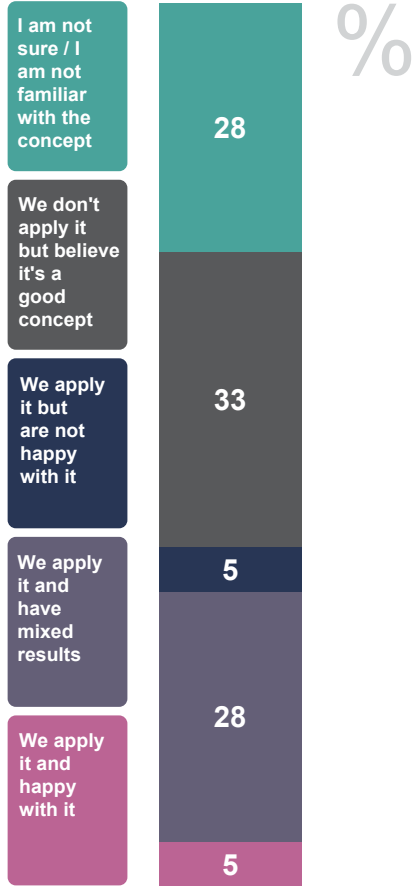 I am not
sure / I
am not
familiar
with the
concept
28
%
We don't
apply it
but believe
it's a
good
concept
33
We apply
it but
are not
happy
with it
5
We apply
it and
have
mixed
results
28
We apply
it and
happy
with it
5